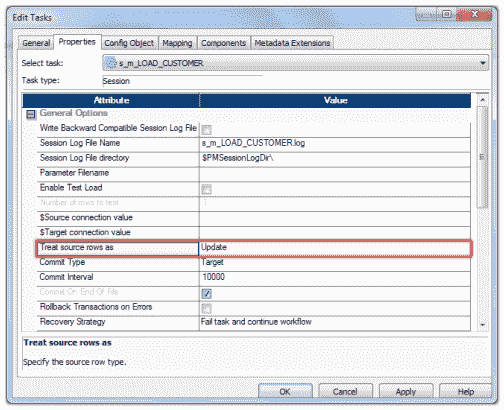 Edit Tasks
General Properties Config Object Mapping Components Metadata Extensions
Select task: s_m_LOAD_CUSTOMER
Task type: Session
Attribute Value
General Options
Write Backward Compatible Session Log File
Session Log File Name s_m_LOAD_CUSTOMER.log
Session Log File directory $PMSessionLogDir\
Parameter Filename
Enable Test Load
Number of rows to test 1
$Source connection value
$Target connection value
Treat source rows as Update
Commit Type Target
Commit Interval 10000
Commit On End Of File
Rollback Transactions on Errors
Recovery Strategy Fail task and continue workflow
Treat source rows as
Specify the source row type.
OK Cancel Apply Help